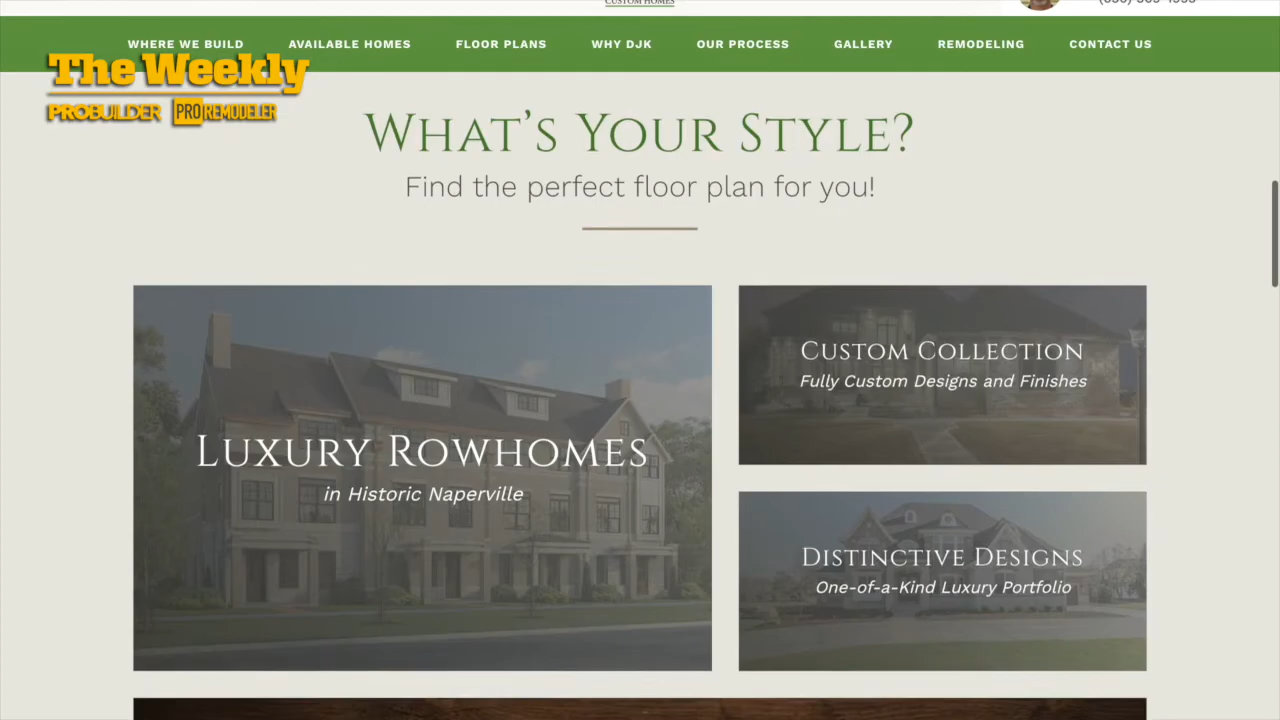 CUSTOM HOMES
WHERE WE BUILD AVAILABLE HOMES FLOOR PLANS WHY DJK OUR PROCESS GALLERY REMODELING CONTACT US
The Weekly
PROBUILDER PRO REMODELER
What's Your Style?
Find the perfect floor plan for you!
Luxury Rowhomes
in Historic Naperville
Custom Collection
Fully Custom Designs and Finishes
Distinctive Designs
One-of-a-Kind Luxury Portfolio